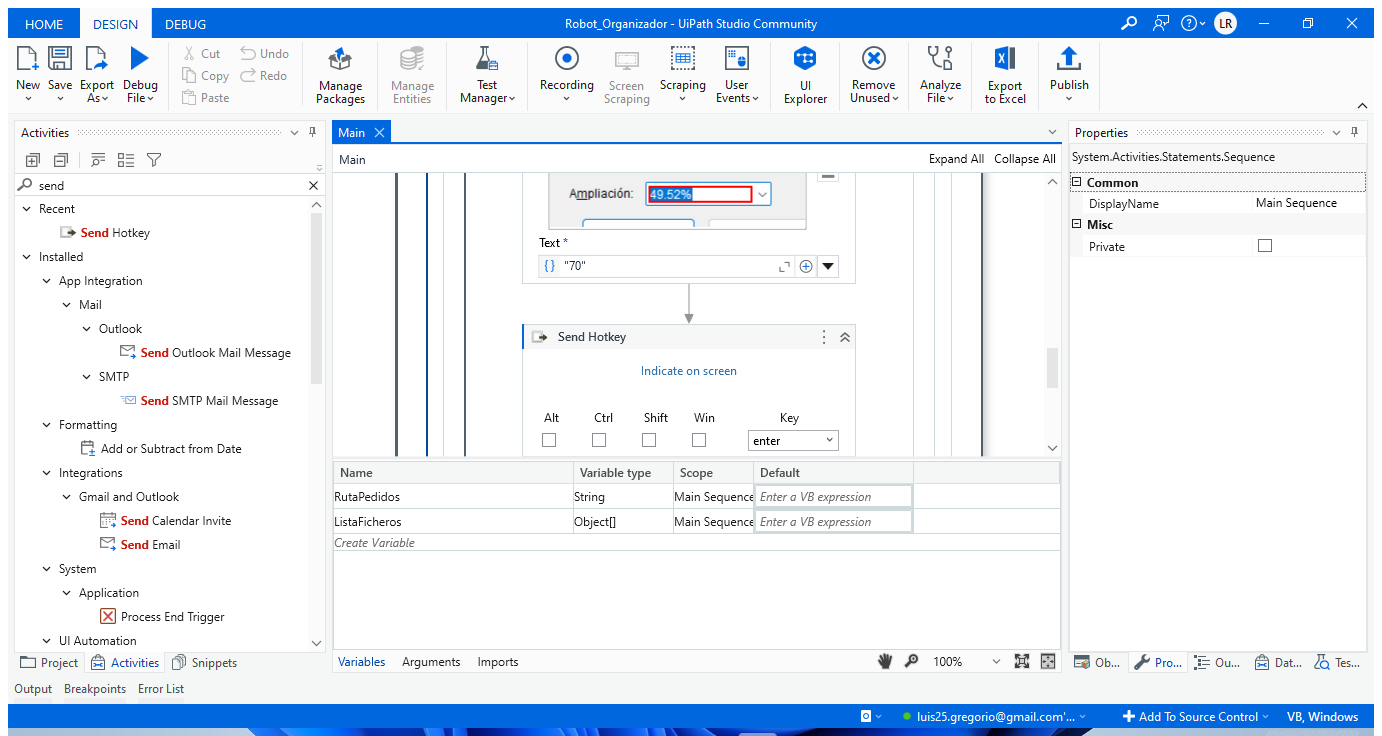 HOME DESIGN DEBUG Robot_Organizador - UiPath Studio Community LR
New Save Export As Debug File Cut Copy Paste Undo Redo Manage Packages Manage Entities Test Manager Recording Screen Scraping Scraping User Events UI Explorer Remove Unused Analyze File Export to Excel Publish
Activities
send
Recent
Send Hotkey
Installed
App Integration
Mail
Outlook
Send Outlook Mail Message
SMTP
Send SMTP Mail Message
Formatting
Add or Subtract from Date
Integrations
Gmail and Outlook
Send Calendar Invite
Send Email
System
Application
Process End Trigger
UI Automation
Project Activities Snippets
Main
Main Expand All Collapse All
Ampliación: 49.52%
Text *
{} "70"
Send Hotkey
Indicate on screen
Alt Ctrl Shift Win Key
enter
Name Variable type Scope Default
RutaPedidos String Main Sequence Enter a VB expression
ListaFicheros Object[] Main Sequence Enter a VB expression
Create Variable
Variables Arguments Imports 100%
Properties
System.Activities.Statements.Sequence
Common
DisplayName Main Sequence
Misc
Private
Ob... Pro... Ou... Dat... Tes...
Output Breakpoints Error List
luis25.gregorio@gmail.com'... Add To Source Control VB, Windows